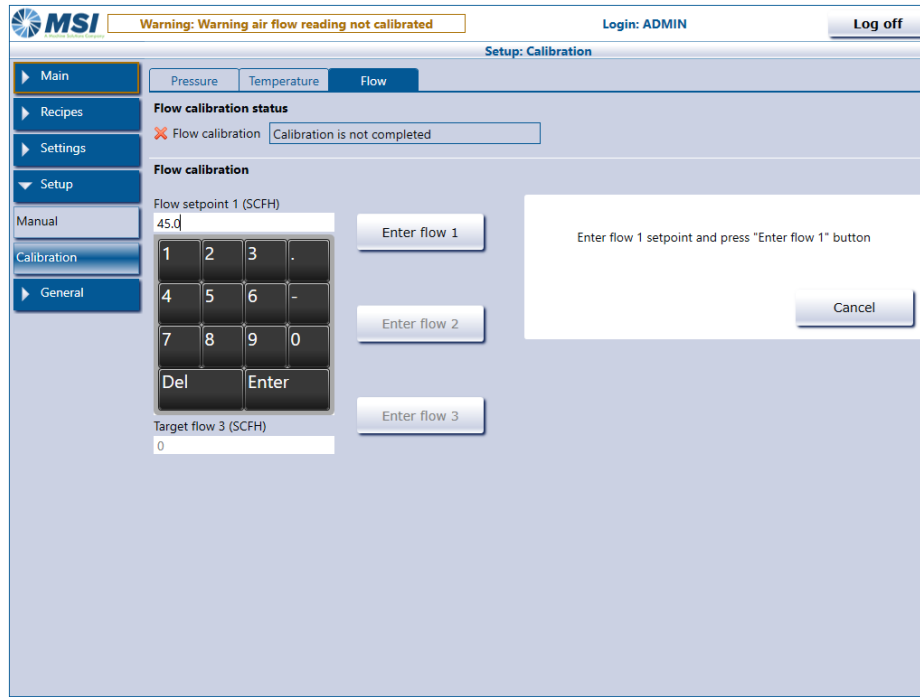 MSI
Warning: Warning air flow reading not calibrated
Login: ADMIN
Log off
Setup: Calibration
Main
Recipes
Settings
Setup
Manual
Calibration
General
Pressure
Temperature
Flow
Flow calibration status
Flow calibration
Calibration is not completed
Flow calibration
Flow setpoint 1 (SCFH)
45.0
1 2 3 .
4 5 6 -
7 8 9 0
Del Enter
Target flow 3 (SCFH)
0
Enter flow 1
Enter flow 2
Enter flow 3
Enter flow 1 setpoint and press "Enter flow 1" button
Cancel